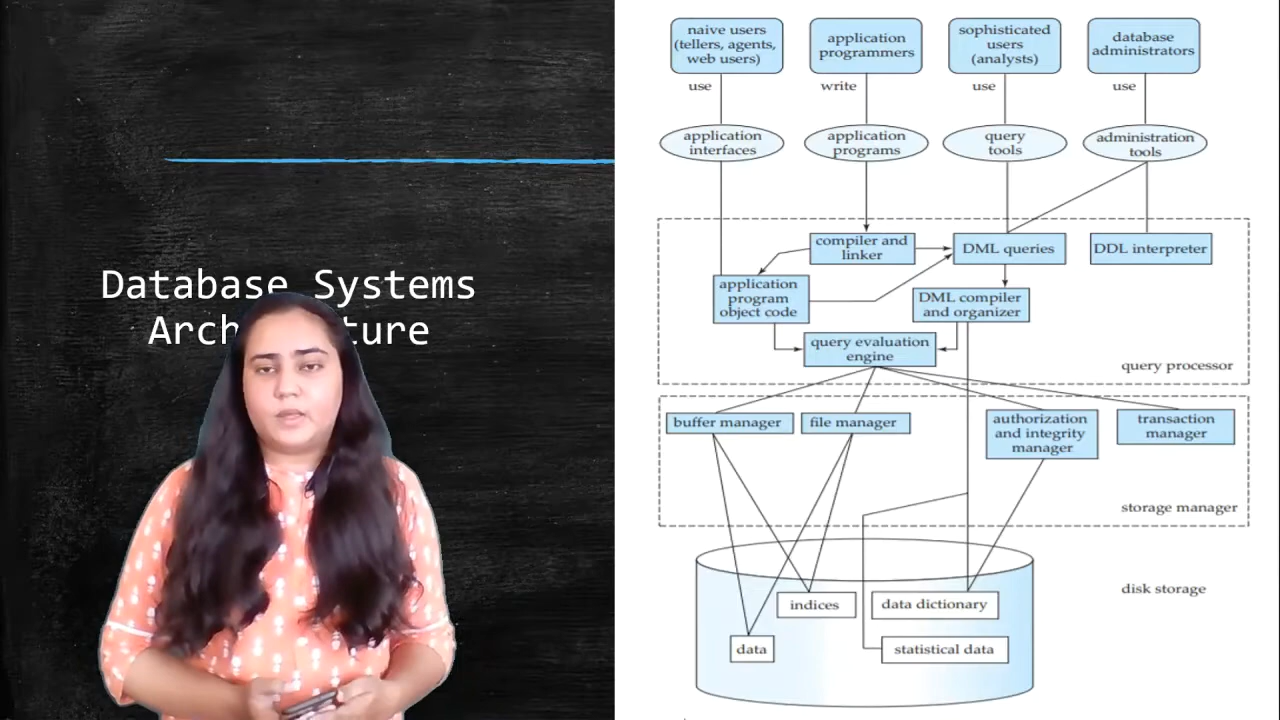 Database Systems
Architecture
naive users
(tellers, agents,
web users)
application
programmers
sophisticated
users
(analysts)
database
administrators
use
write
use
use
application
interfaces
application
programs
query
tools
administration
tools
compiler and
linker
DML queries
DDL interpreter
application
program
object code
DML compiler
and organizer
query evaluation
engine
query processor
buffer manager
file manager
authorization
and integrity
manager
transaction
manager
storage manager
disk storage
indices
data dictionary
data
statistical data